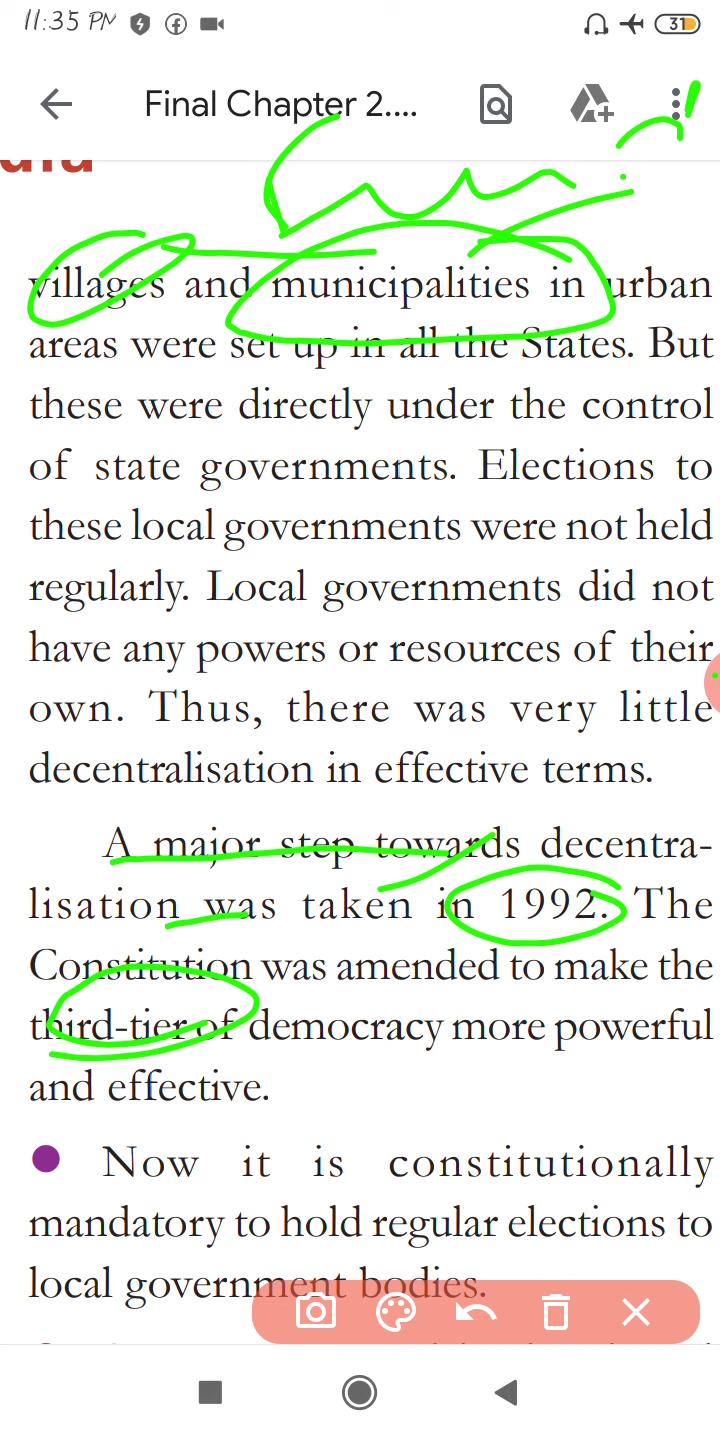 11:35 PM
31
Final Chapter 2....
villages and municipalities in urban
areas were set up in all the States. But
these were directly under the control
of state governments. Elections to
these local governments were not held
regularly. Local governments did not
have any powers or resources of their
own. Thus, there was very little
decentralisation in effective terms.
A major step towards decentra-
lisation was taken in 1992. The
Constitution was amended to make the
third-tier of democracy more powerful
and effective.
● Now it is constitutionally
mandatory to hold regular elections to
local government bodies.